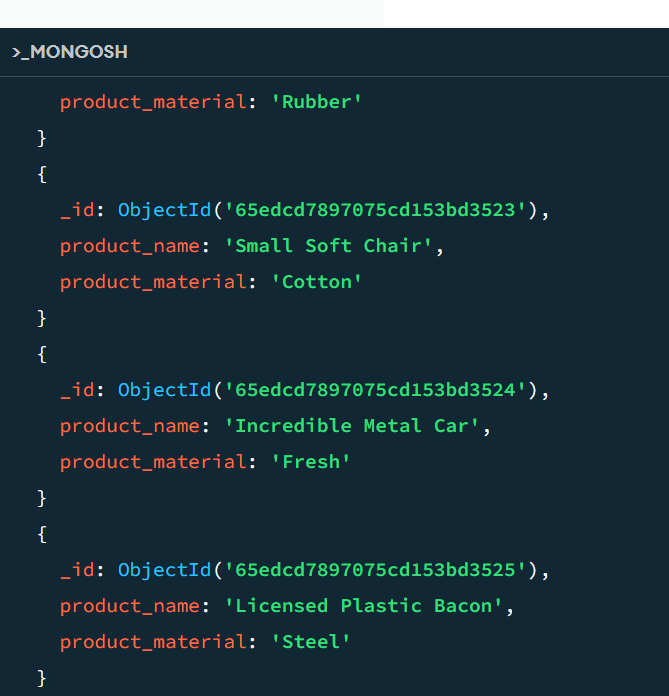 >_MONGOSH
product_material: 'Rubber'
}
{
_id: ObjectId('65edcd7897075cd153bd3523'),
product_name: 'Small Soft Chair',
product_material: 'Cotton'
}
{
_id: ObjectId('65edcd7897075cd153bd3524'),
product_name: 'Incredible Metal Car',
product_material: 'Fresh'
}
{
_id: ObjectId('65edcd7897075cd153bd3525'),
product_name: 'Licensed Plastic Bacon',
product_material: 'Steel'
}